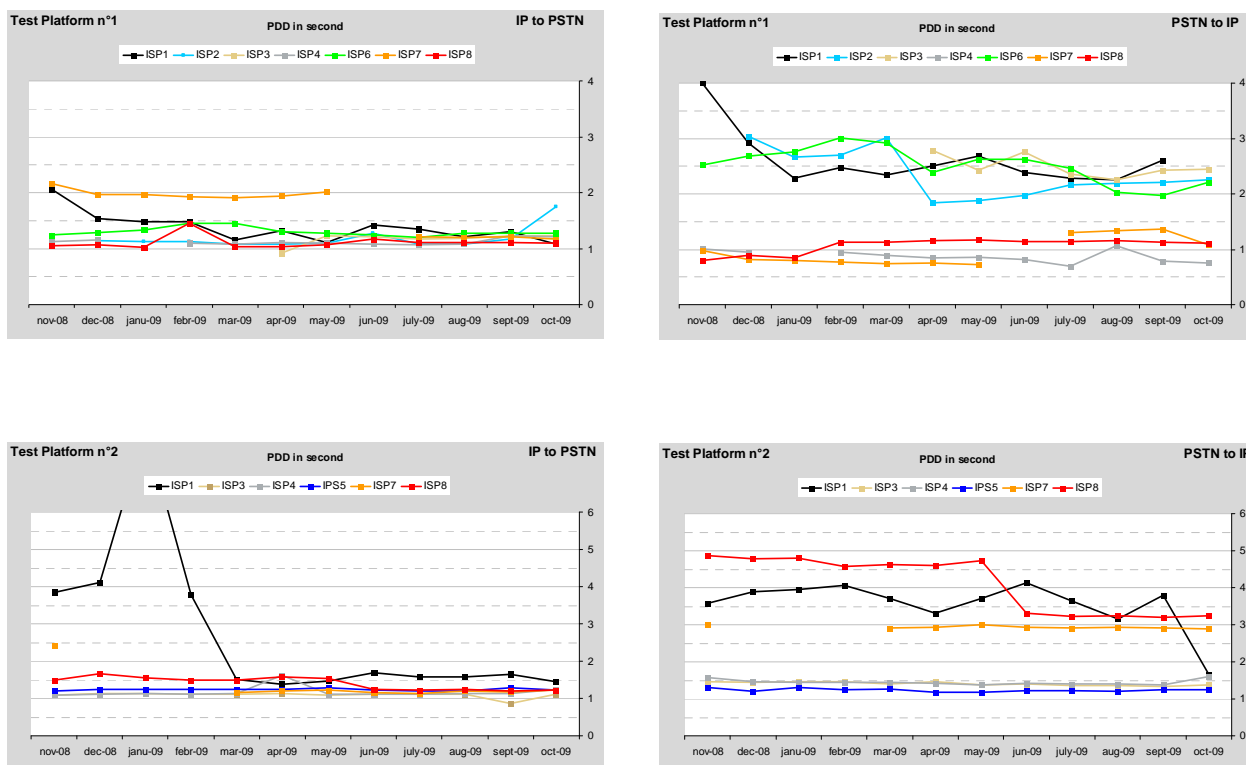 Test Platform n°1 IP to PSTN
PDD in second
ISP1 ISP2 ISP3 ISP4 ISP6 ISP7 ISP8
4
3
2
1
0
nov-08 dec-08 janu-09 febr-09 mar-09 apr-09 may-09 jun-09 july-09 aug-09 sept-09 oct-09
Test Platform n°1 PSTN to IP
PDD in second
ISP1 ISP2 ISP3 ISP4 ISP6 ISP7 ISP8
4
3
2
1
0
nov-08 dec-08 janu-09 febr-09 mar-09 apr-09 may-09 jun-09 july-09 aug-09 sept-09 oct-09
Test Platform n°2 IP to PSTN
PDD in second
ISP1 ISP3 ISP4 IPS5 ISP7 ISP8
6
5
4
3
2
1
0
nov-08 dec-08 janu-09 febr-09 mar-09 apr-09 may-09 jun-09 july-09 aug-09 sept-09 oct-09
Test Platform n°2 PSTN to IP
PDD in second
ISP1 ISP3 ISP4 IPS5 ISP7 ISP8
6
5
4
3
2
1
0
nov-08 dec-08 janu-09 febr-09 mar-09 apr-09 may-09 jun-09 july-09 aug-09 sept-09 oct-09